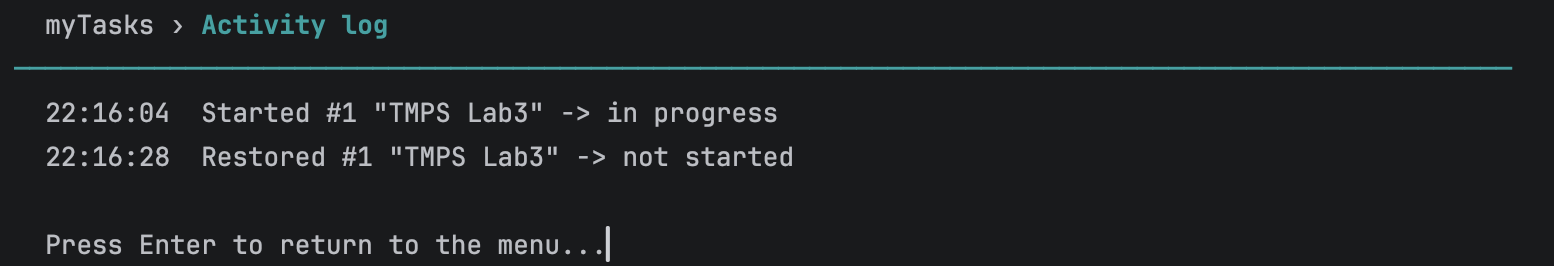 myTasks › Activity log
22:16:04  Started #1 "TMPS Lab3" -> in progress
22:16:28  Restored #1 "TMPS Lab3" -> not started
Press Enter to return to the menu...